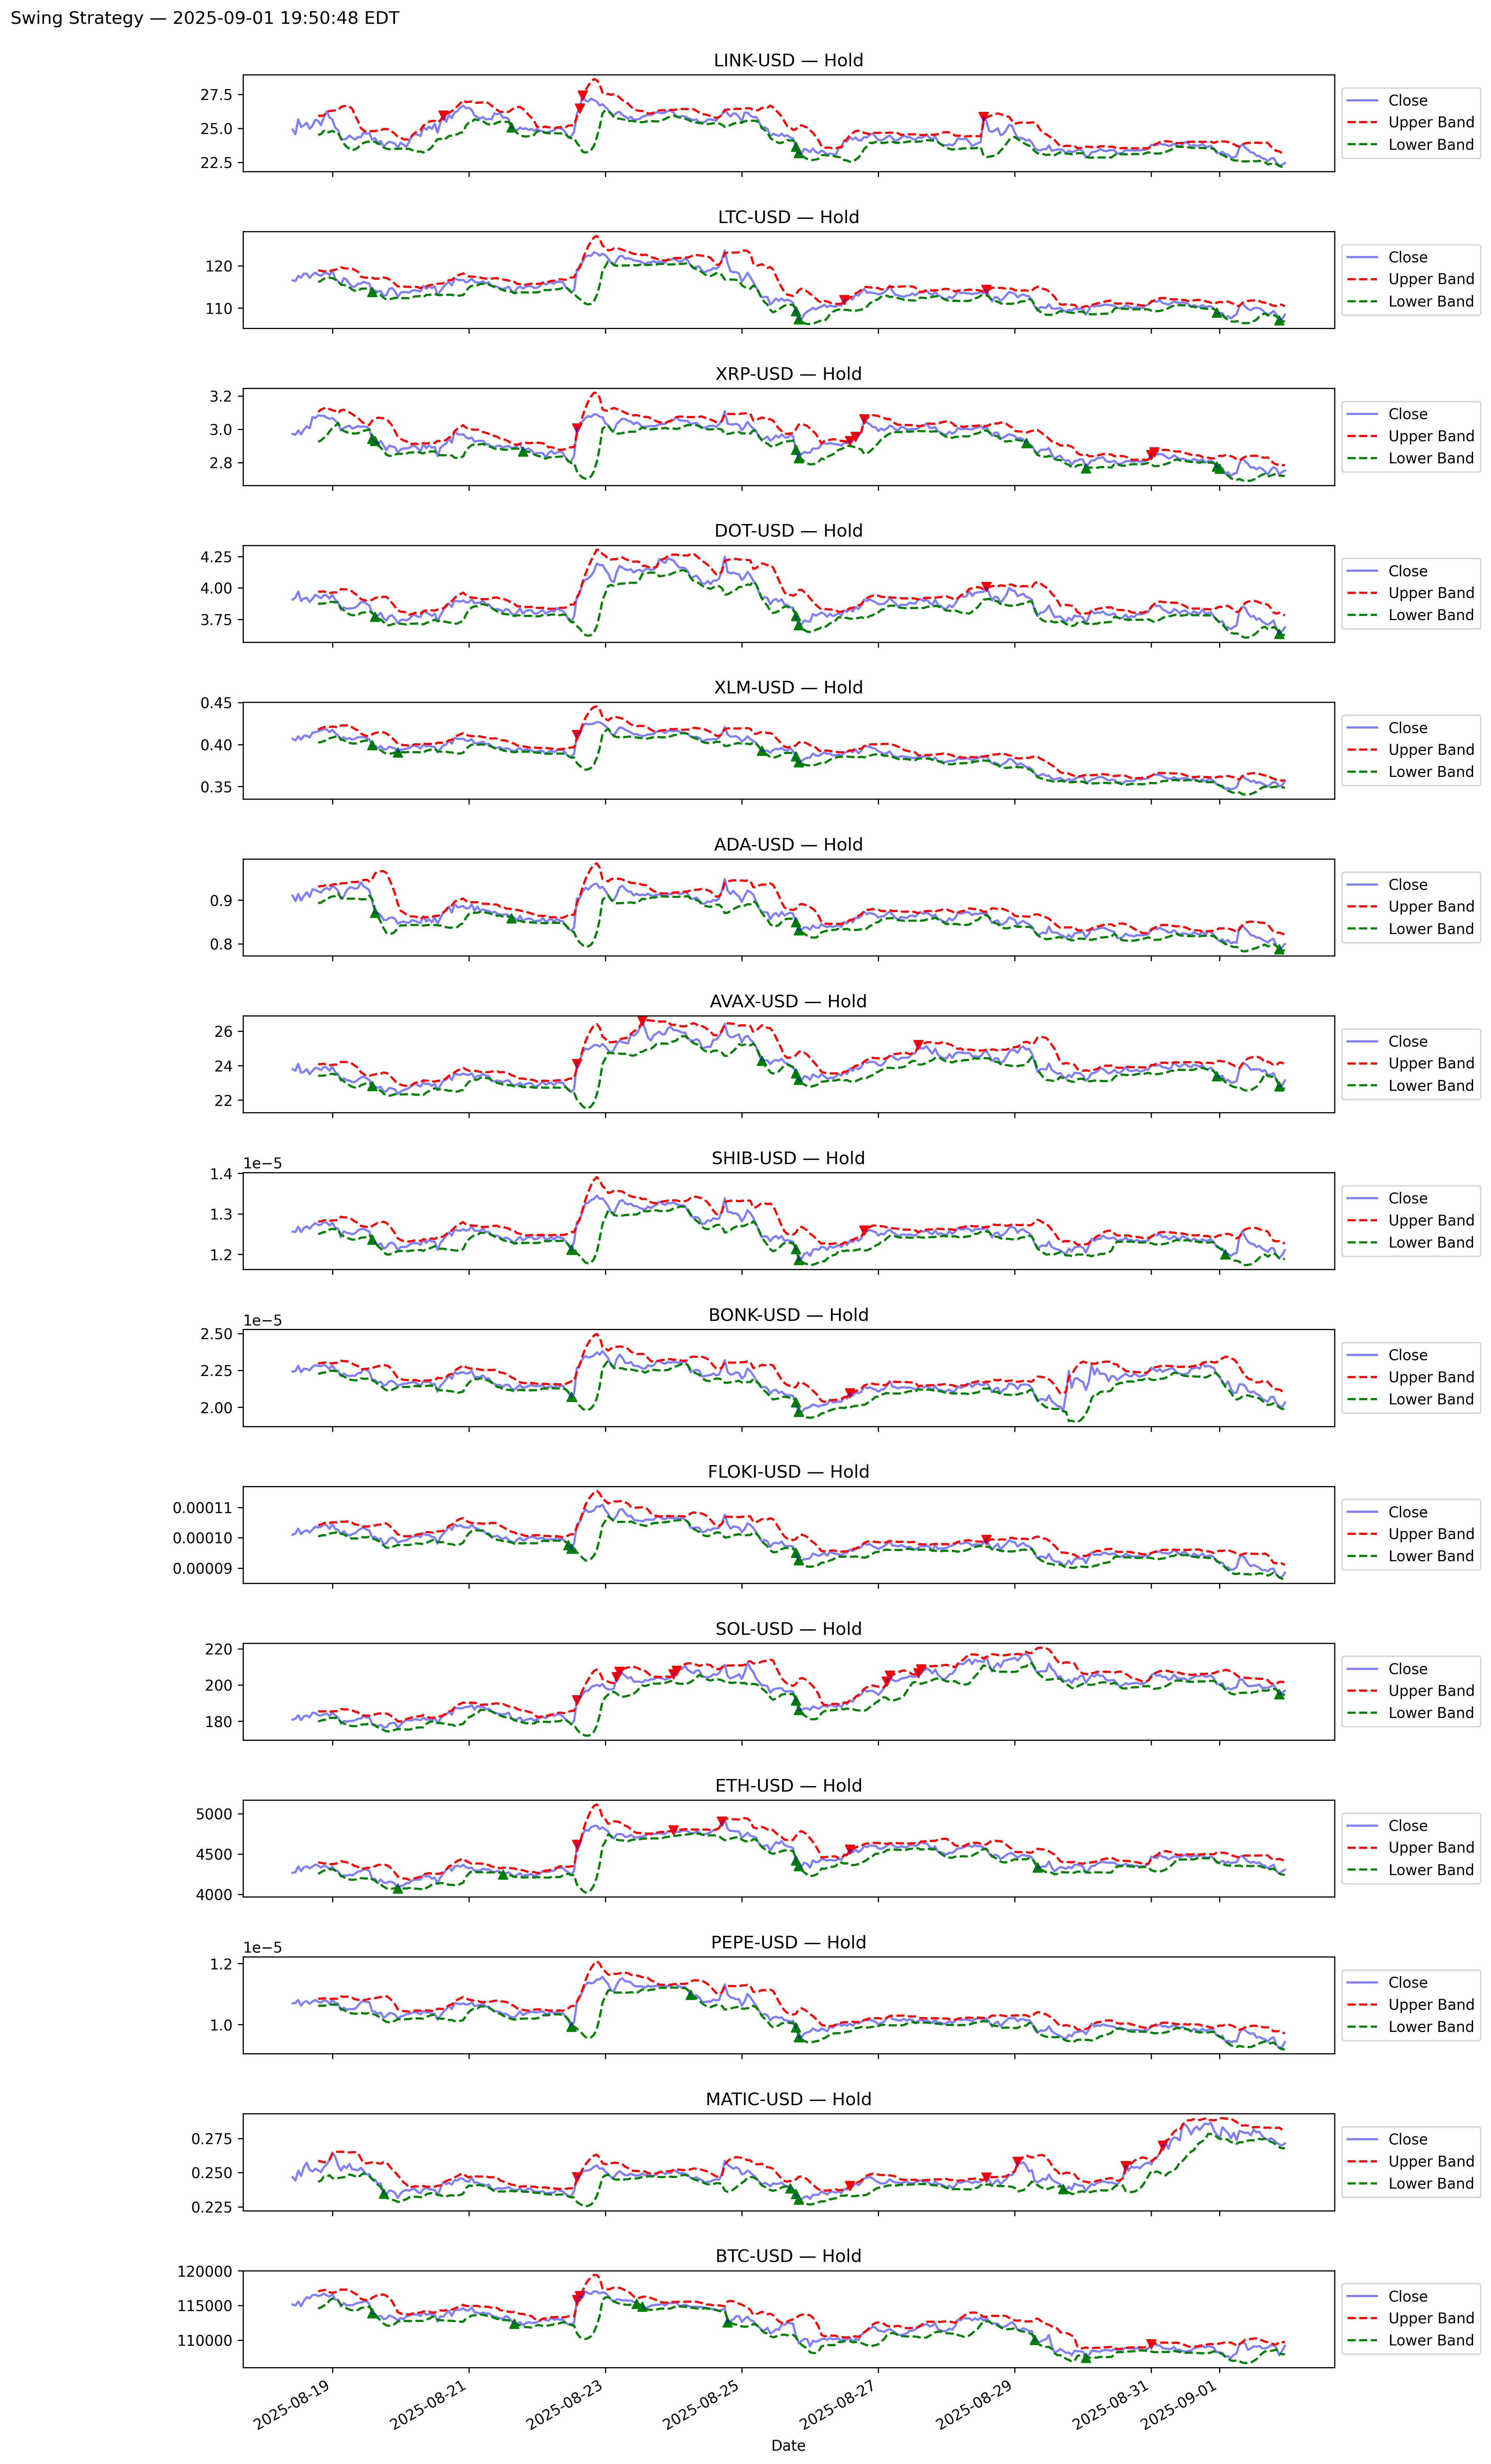 Swing Strategy — 2025-09-01 19:50:48 EDT
LINK-USD — Hold
27.5
25.0
22.5
Close
Upper Band
Lower Band
LTC-USD — Hold
120
110
Close
Upper Band
Lower Band
XRP-USD — Hold
3.2
3.0
2.8
Close
Upper Band
Lower Band
DOT-USD — Hold
4.25
4.00
3.75
Close
Upper Band
Lower Band
XLM-USD — Hold
0.45
0.40
0.35
Close
Upper Band
Lower Band
ADA-USD — Hold
0.9
0.8
Close
Upper Band
Lower Band
AVAX-USD — Hold
26
24
22
Close
Upper Band
Lower Band
SHIB-USD — Hold
1e−5
1.4
1.3
1.2
Close
Upper Band
Lower Band
BONK-USD — Hold
1e−5
2.50
2.25
2.00
Close
Upper Band
Lower Band
FLOKI-USD — Hold
0.00011
0.00010
0.00009
Close
Upper Band
Lower Band
SOL-USD — Hold
220
200
180
Close
Upper Band
Lower Band
ETH-USD — Hold
5000
4500
4000
Close
Upper Band
Lower Band
PEPE-USD — Hold
1e−5
1.2
1.0
Close
Upper Band
Lower Band
MATIC-USD — Hold
0.275
0.250
0.225
Close
Upper Band
Lower Band
BTC-USD — Hold
120000
115000
110000
Close
Upper Band
Lower Band
2025-08-19
2025-08-21
2025-08-23
2025-08-25
2025-08-27
2025-08-29
2025-08-31
2025-09-01
Date